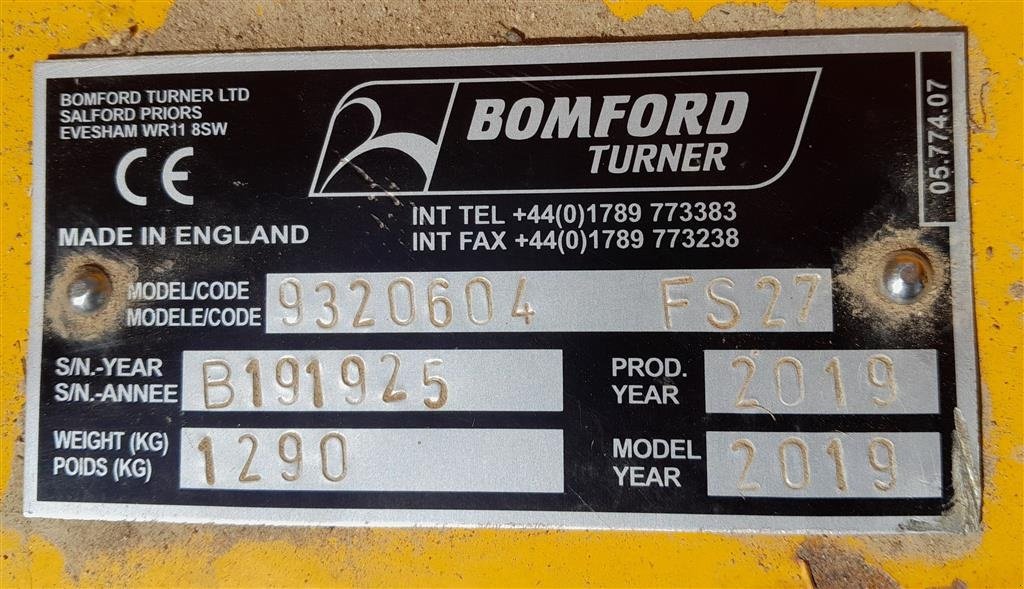 BOMFORD TURNER LTD
SALFORD PRIORS
EVESHAM WR11 8SW
CE
BOMFORD
TURNER
05.774.07
INT TEL +44(0)1789 773383
INT FAX +44(0)1789 773238
MADE IN ENGLAND
MODEL/CODE
MODELE/CODE
9320604 FS27
S/N.-YEAR
S/N.-ANNEE
B191925
PROD.
YEAR
2019
WEIGHT (KG)
POIDS (KG)
1290
MODEL
YEAR
2019